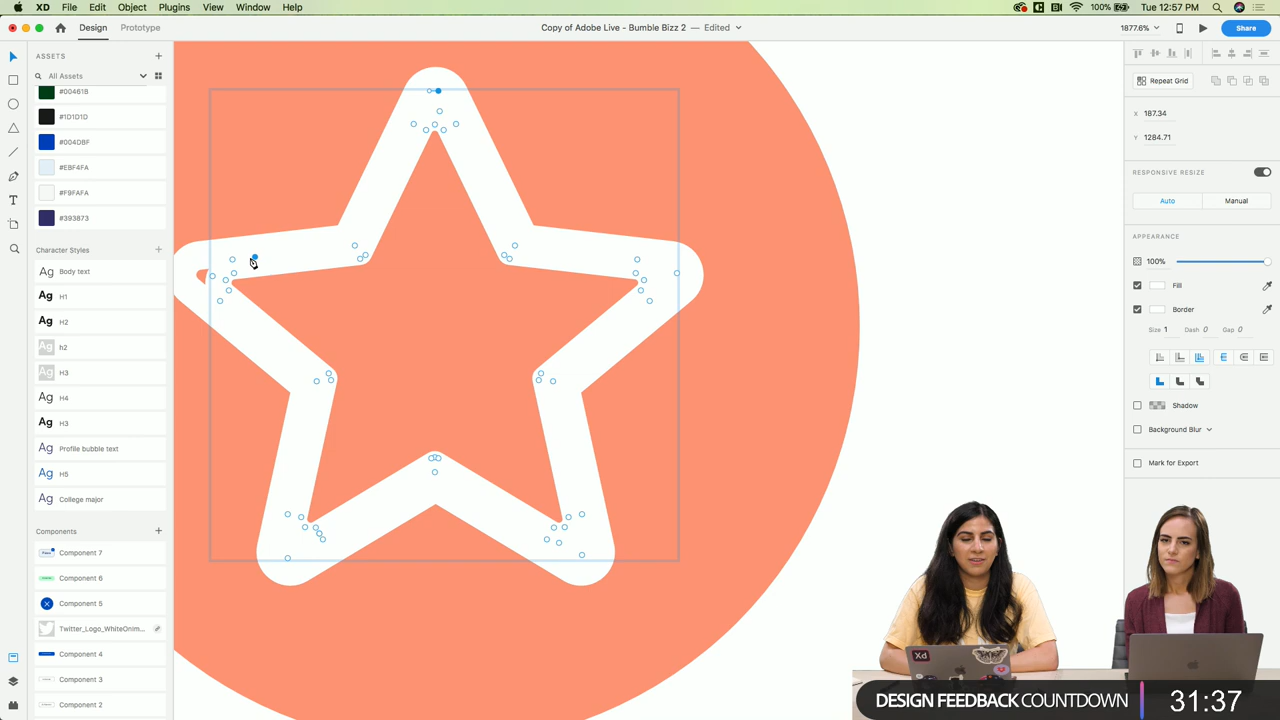 XD File Edit Object Plugins View Window Help 100% Tue 12:57 PM
Design Prototype Copy of Adobe Live - Bumble Bizz 2 — Edited 1877.6% Share
ASSETS
All Assets
#00461B
#1D1D1D
#004DBF
#EBF4FA
#F9FAFA
#393873
Character Styles
Ag Body text
Ag H1
Ag H2
Ag h2
Ag H3
Ag H4
Ag H3
Ag Profile bubble text
Ag H5
Ag College major
Components
Component 7
Component 6
Component 5
Twitter_Logo_WhiteOnIm...
Component 4
Component 3
Component 2
Repeat Grid
X 187.34
Y 1284.71
RESPONSIVE RESIZE
Auto Manual
APPEARANCE
100%
Fill
Border
Size 1 Dash 0 Gap 0
Shadow
Background Blur
Mark for Export
Xd
DESIGN FEEDBACK COUNTDOWN 31:37